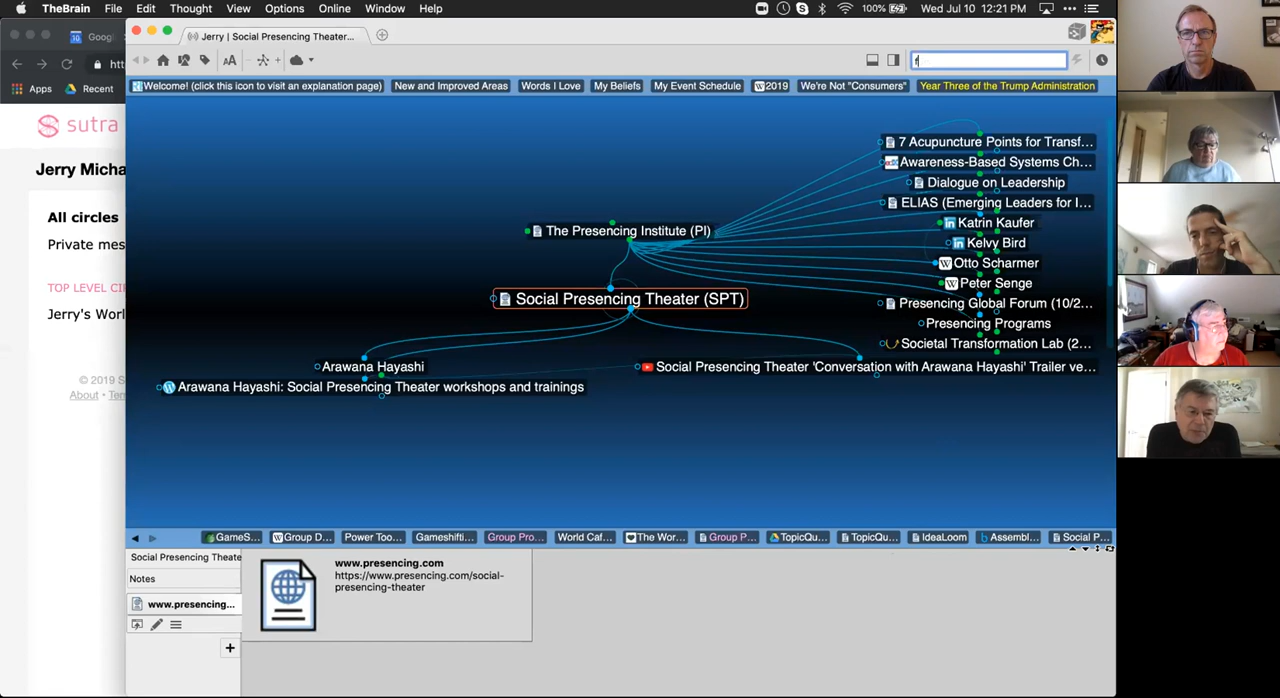 TheBrain File Edit Thought View Options Online Window Help
100% Wed Jul 10 12:21 PM
Jerry | Social Presencing Theater...
AA
Apps Recent
Welcome! (click this icon to visit an explanation page) New and Improved Areas Words I Love My Beliefs My Event Schedule 2019 We're Not "Consumers" Year Three of the Trump Administration
sutra
Jerry Micha
All circles
Private mes
TOP LEVEL CIR
Jerry's Worl
© 2019 S
About · Ter
7 Acupuncture Points for Transf...
Awareness-Based Systems Ch...
Dialogue on Leadership
ELIAS (Emerging Leaders for I...
Katrin Kaufer
Kelvy Bird
Otto Scharmer
Peter Senge
Presencing Global Forum (10/2...
Presencing Programs
Societal Transformation Lab (2...
The Presencing Institute (PI)
Social Presencing Theater (SPT)
Arawana Hayashi
Social Presencing Theater 'Conversation with Arawana Hayashi' Trailer ve...
Arawana Hayashi: Social Presencing Theater workshops and trainings
GameS... Group D... Power Too... Gameshifti... Group Pro... World Caf... The Wor... Group P... TopicQu... TopicQu... IdeaLoom Assembl... Social P...
Social Presencing Theate
Notes
www.presencing...
www.presencing.com
https://www.presencing.com/social-
presencing-theater